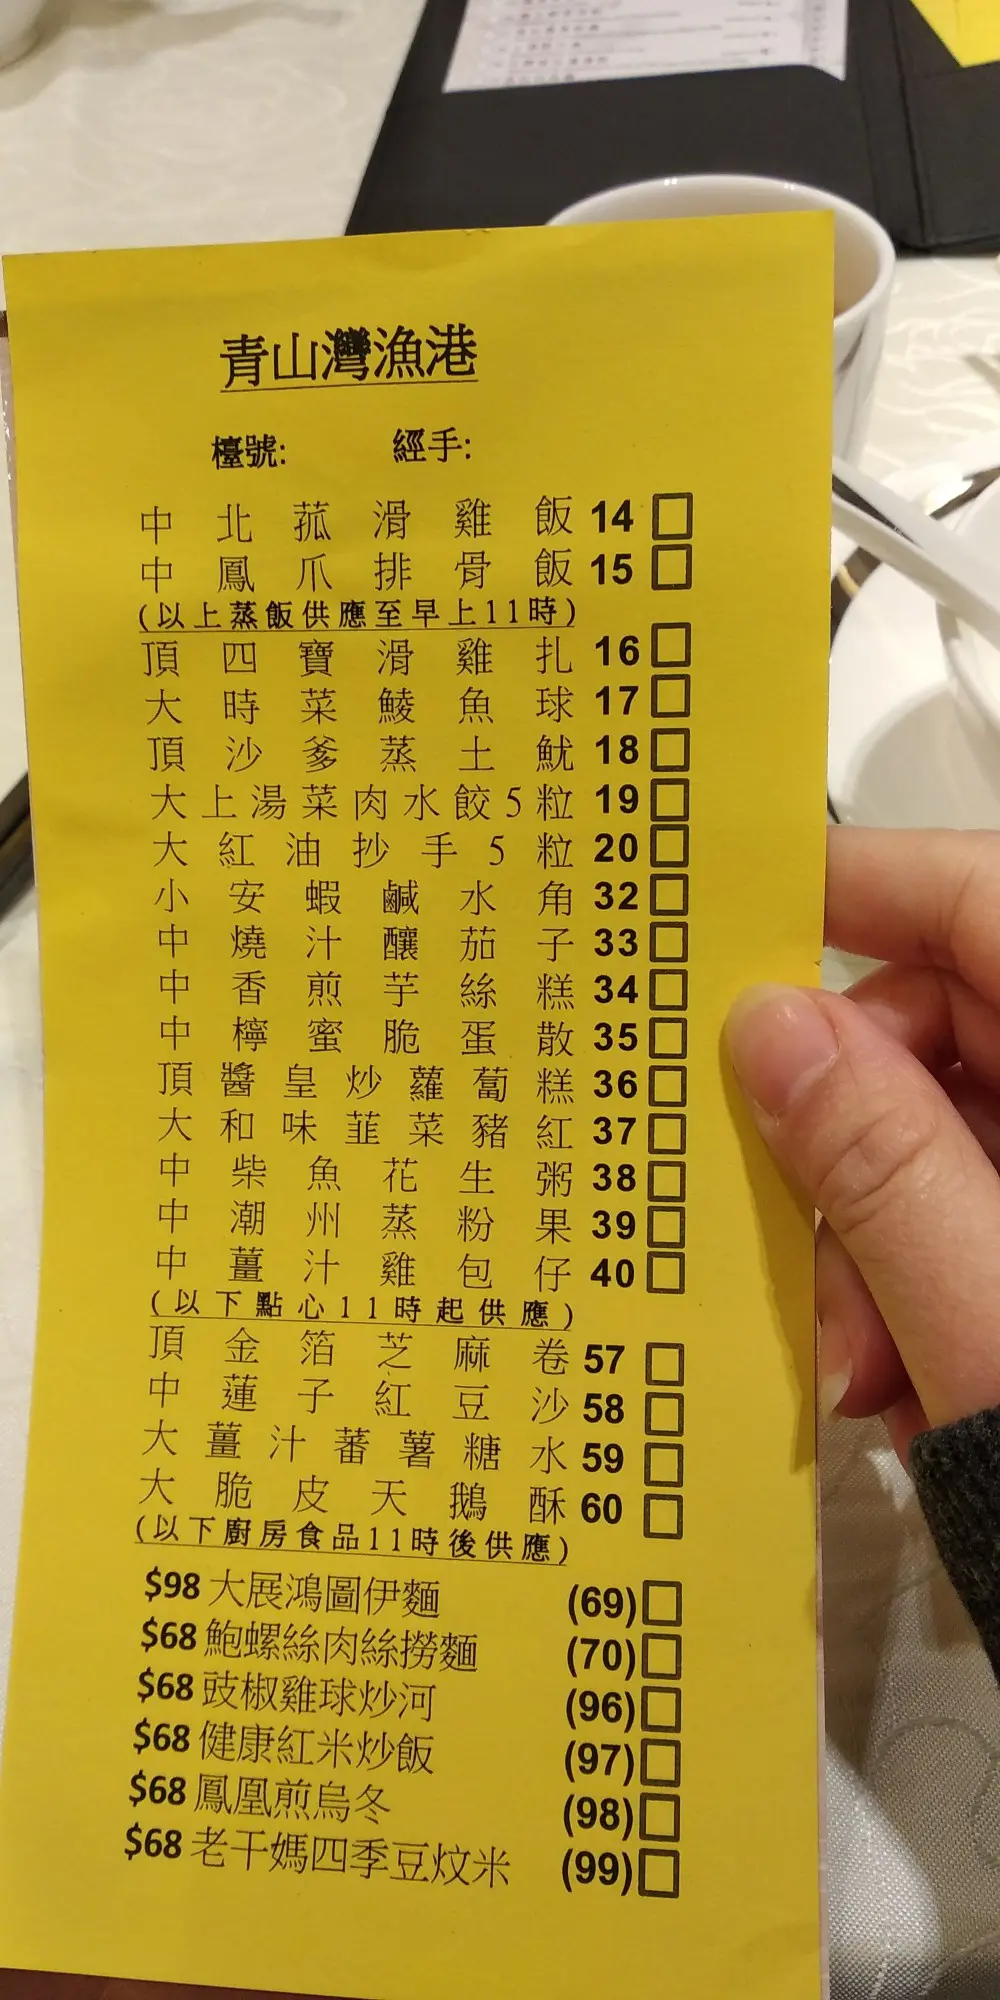 青山灣漁港
檯號: 經手:
中北菰滑雞飯 14
中鳳爪排骨飯 15
(以上蒸飯供應至早上11時)
頂四寶滑雞扎 16
大時菜鯪魚球 17
頂沙爹蒸土魷 18
大上湯菜肉水餃5粒 19
大紅油抄手5粒 20
小安蝦鹹水角 32
中燒汁釀茄子 33
中香煎芋絲糕 34
中檸蜜脆蛋散 35
頂醬皇炒蘿蔔糕 36
大和味韮菜豬紅 37
中柴魚花生粥 38
中潮州蒸粉果 39
中薑汁雞包仔 40
(以下點心11時起供應)
頂金箔芝麻卷 57
中蓮子紅豆沙 58
大薑汁蕃薯糖水 59
大脆皮天鵝酥 60
(以下廚房食品11時後供應)
$98 大展鴻圖伊麵 (69)
$68 鮑螺絲肉絲撈麵 (70)
$68 豉椒雞球炒河 (96)
$68 健康紅米炒飯 (97)
$68 鳳凰煎烏冬 (98)
$68 老干媽四季豆炆米 (99)